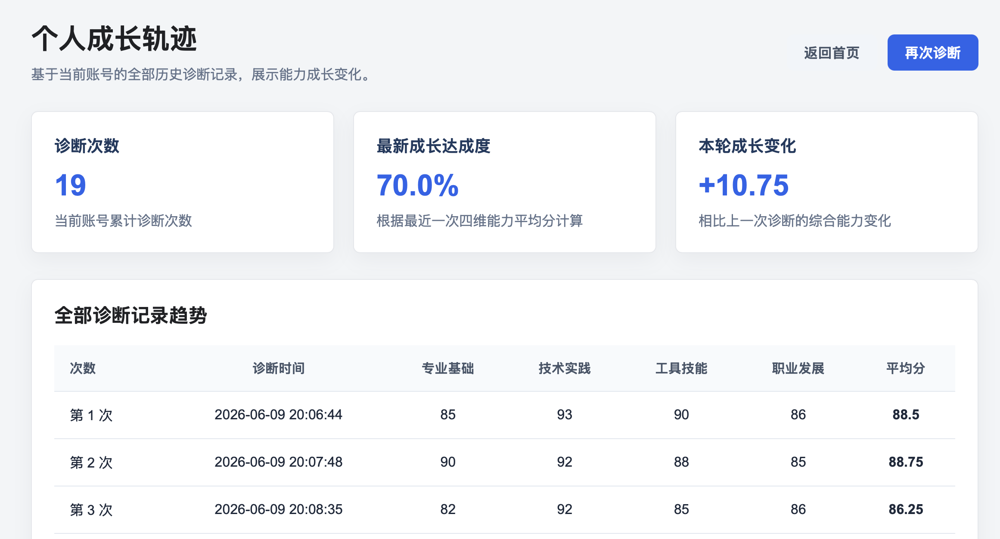 个人成长轨迹
基于当前账号的全部历史诊断记录，展示能力成长变化。
返回首页
再次诊断
诊断次数
19
当前账号累计诊断次数
最新成长达成度
70.0%
根据最近一次四维能力平均分计算
本轮成长变化
+10.75
相比上一次诊断的综合能力变化
全部诊断记录趋势
次数 诊断时间 专业基础 技术实践 工具技能 职业发展 平均分
第 1 次 2026-06-09 20:06:44 85 93 90 86 88.5
第 2 次 2026-06-09 20:07:48 90 92 88 85 88.75
第 3 次 2026-06-09 20:08:35 82 92 85 86 86.25